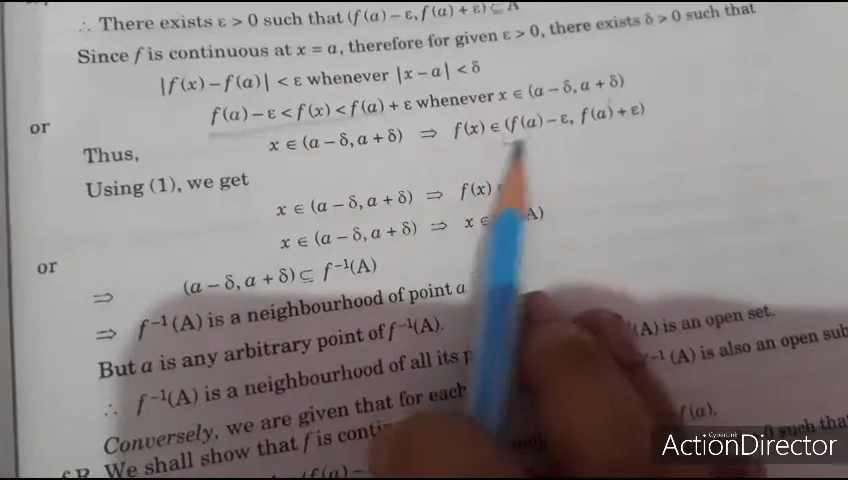 ∴ There exists ε > 0 such that (f(a) − ε, f(a) + ε) ⊆ A
Since f is continuous at x = a, therefore for given ε > 0, there exists δ > 0 such that
|f(x) − f(a)| < ε whenever |x − a| < δ
or f(a) − ε < f(x) < f(a) + ε whenever x ∈ (a − δ, a + δ)
Thus, x ∈ (a − δ, a + δ) ⇒ f(x) ∈ (f(a) − ε, f(a) + ε)
Using (1), we get
x ∈ (a − δ, a + δ) ⇒ f(x)
or x ∈ (a − δ, a + δ) ⇒ x ∈ A)
⇒ (a − δ, a + δ) ⊆ f⁻¹(A)
⇒ f⁻¹(A) is a neighbourhood of point a
But a is any arbitrary point of f⁻¹(A).
∴ f⁻¹(A) is a neighbourhood of all its (A) is an open set.
Conversely, we are given that for each ⁻¹(A) is also an open
We shall show that f is f(a).
such
CyberLink
ActionDirector